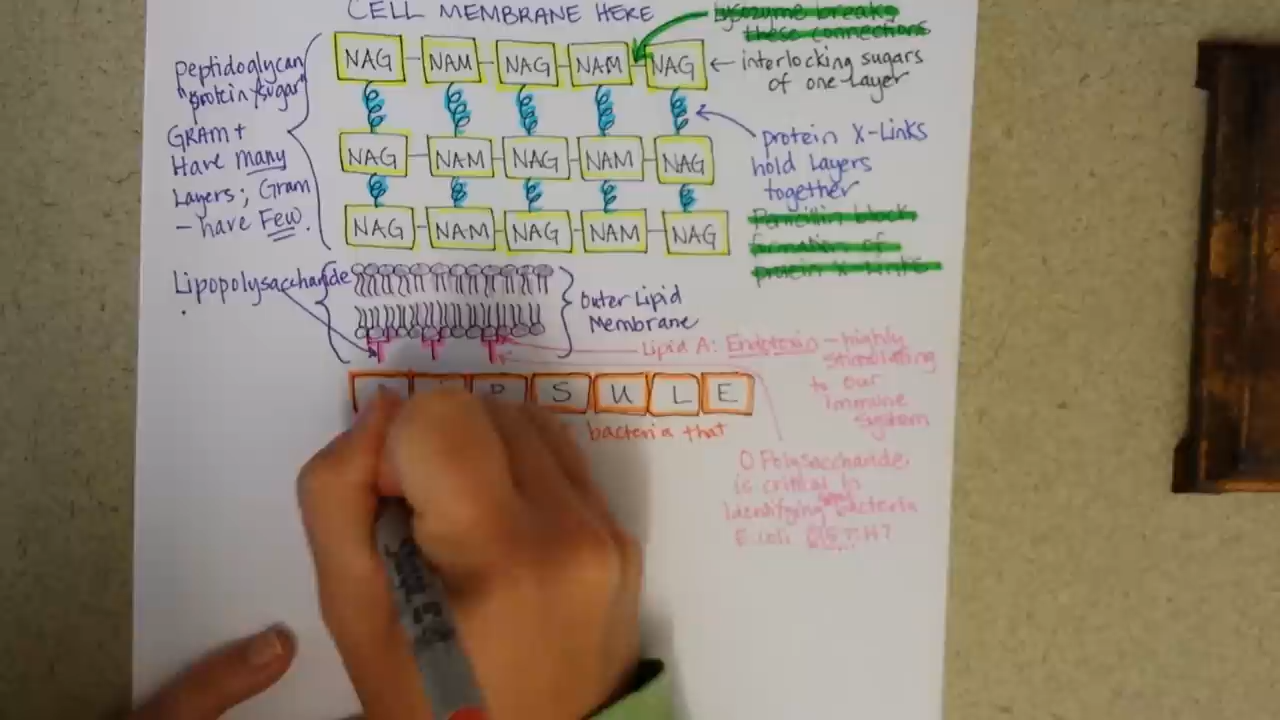 CELL MEMBRANE HERE
Lysozyme breaks
these connections
Peptidoglycan
"protein/sugar"
GRAM +
Have many
Layers; Gram
- have Few.
NAG NAM NAG NAM NAG
← interlocking sugars
of one Layer
protein X-Links
hold Layers
together
NAG NAM NAG NAM NAG
Penicillin block
formation of
protein X-Links
NAG NAM NAG NAM NAG
Lipopolysaccharide
Outer Lipid
Membrane
Lipid A: Endotoxin - highly
stimulating
to our
immune
system
P S U L E
bacteria that
O Polysaccharide
is critical in
identifying bacteria
E.coli O157:H7